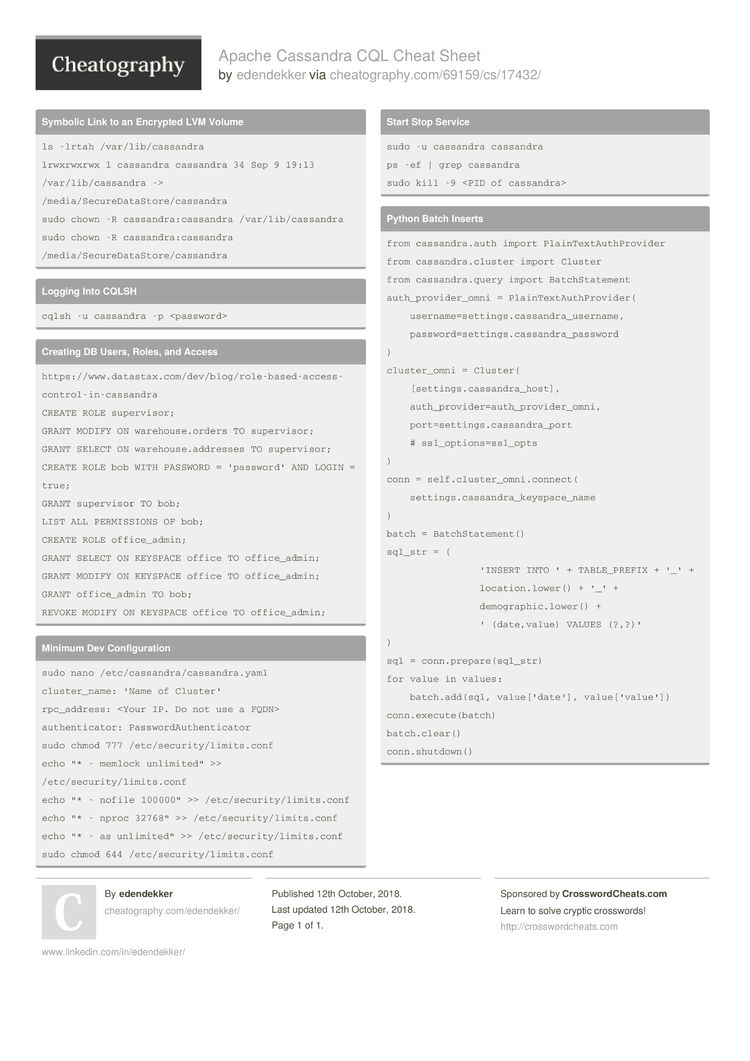 Cheatography
Apache Cassandra CQL Cheat Sheet
by edendekker via cheatography.com/69159/cs/17432/
Symbolic Link to an Encrypted LVM Volume
ls -lrtah /var/lib/cassandra
lrwxrwxrwx 1 cassandra cassandra 34 Sep 9 19:13
/var/lib/cassandra ->
/media/SecureDataStore/cassandra
sudo chown -R cassandra:cassandra /var/lib/cassandra
sudo chown -R cassandra:cassandra
/media/SecureDataStore/cassandra
Logging Into CQLSH
cqlsh -u cassandra -p <password>
Creating DB Users, Roles, and Access
https://www.datastax.com/dev/blog/role-based-access-
control-in-cassandra
CREATE ROLE supervisor;
GRANT MODIFY ON warehouse.orders TO supervisor;
GRANT SELECT ON warehouse.addresses TO supervisor;
CREATE ROLE bob WITH PASSWORD = 'password' AND LOGIN =
true;
GRANT supervisor TO bob;
LIST ALL PERMISSIONS OF bob;
CREATE ROLE office_admin;
GRANT SELECT ON KEYSPACE office TO office_admin;
GRANT MODIFY ON KEYSPACE office TO office_admin;
GRANT office_admin TO bob;
REVOKE MODIFY ON KEYSPACE office TO office_admin;
Minimum Dev Configuration
sudo nano /etc/cassandra/cassandra.yaml
cluster_name: 'Name of Cluster'
rpc_address: <Your IP. Do not use a FQDN>
authenticator: PasswordAuthenticator
sudo chmod 777 /etc/security/limits.conf
echo "* - memlock unlimited" >>
/etc/security/limits.conf
echo "* - nofile 100000" >> /etc/security/limits.conf
echo "* - nproc 32768" >> /etc/security/limits.conf
echo "* - as unlimited" >> /etc/security/limits.conf
sudo chmod 644 /etc/security/limits.conf
Start Stop Service
sudo -u cassandra cassandra
ps -ef | grep cassandra
sudo kill -9 <PID of cassandra>
Python Batch Inserts
from cassandra.auth import PlainTextAuthProvider
from cassandra.cluster import Cluster
from cassandra.query import BatchStatement
auth_provider_omni = PlainTextAuthProvider(
    username=settings.cassandra_username,
    password=settings.cassandra_password
)
cluster_omni = Cluster(
    [settings.cassandra_host],
    auth_provider=auth_provider_omni,
    port=settings.cassandra_port
    # ssl_options=ssl_opts
)
conn = self.cluster_omni.connect(
    settings.cassandra_keyspace_name
)
batch = BatchStatement()
sql_str = (
                'INSERT INTO ' + TABLE_PREFIX + '_' +
                location.lower() + '_' +
                demographic.lower() +
                ' (date,value) VALUES (?,?)'
)
sql = conn.prepare(sql_str)
for value in values:
    batch.add(sql, value['date'], value['value'])
conn.execute(batch)
batch.clear()
conn.shutdown()
C
By edendekker
cheatography.com/edendekker/
www.linkedin.com/in/edendekker/
Published 12th October, 2018.
Last updated 12th October, 2018.
Page 1 of 1.
Sponsored by CrosswordCheats.com
Learn to solve cryptic crosswords!
http://crosswordcheats.com